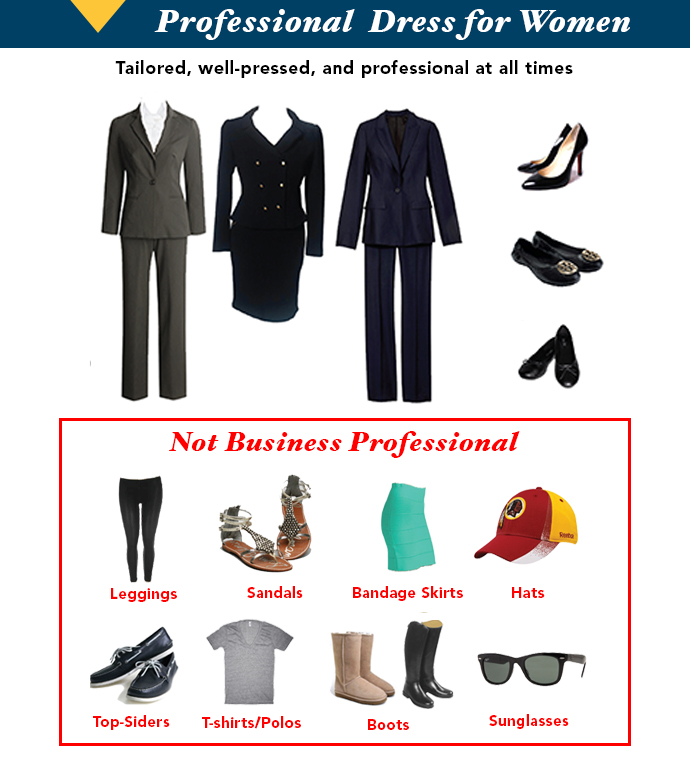 Professional Dress for Women
Tailored, well-pressed, and professional at all times
Not Business Professional
Reebok
Leggings
Sandals
Bandage Skirts
Hats
Top-Siders
T-shirts/Polos
Boots
Sunglasses